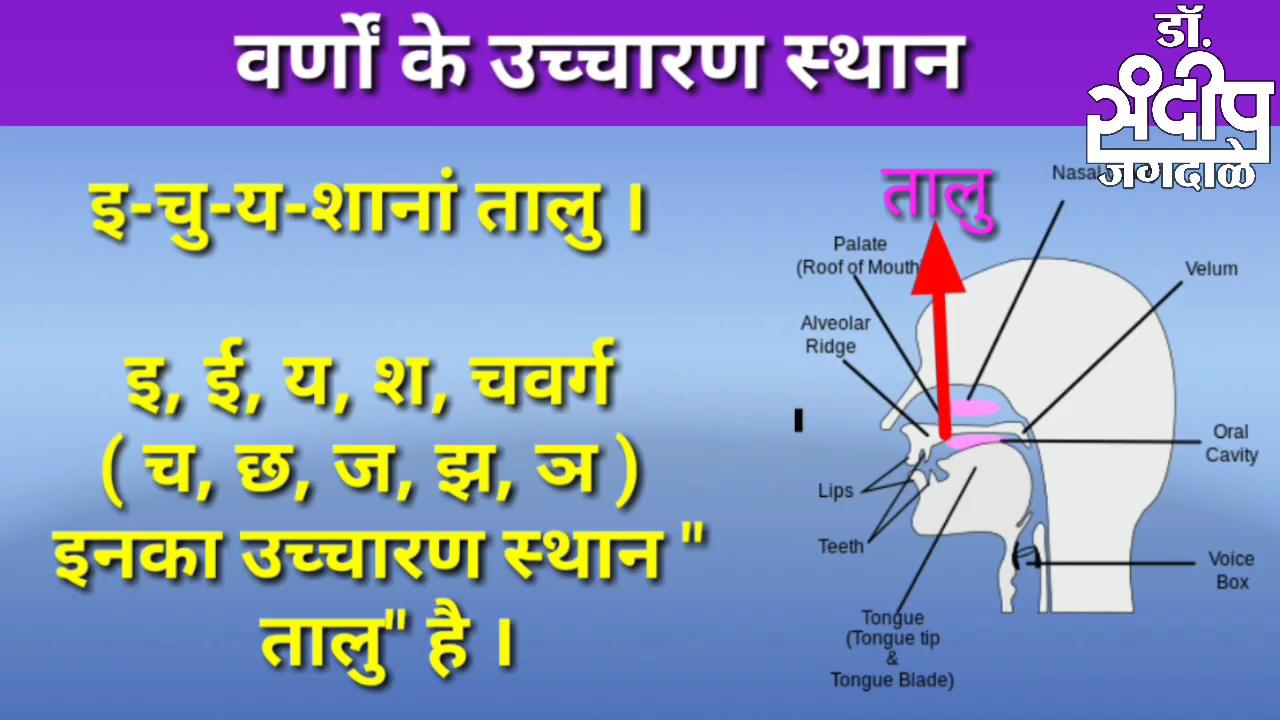 वर्णों के उच्चारण स्थान
डॉ.
संदीप
जगदाळे
इ-चु-य-शानां तालु ।
इ, ई, य, श, चवर्ग
( च, छ, ज, झ, ञ )
इनका उच्चारण स्थान "
तालु" है ।
तालु
Palate
(Roof of Mouth)
Alveolar
Ridge
Velum
Oral
Cavity
Lips
Teeth
Voice
Box
Tongue
(Tongue tip
&
Tongue Blade)